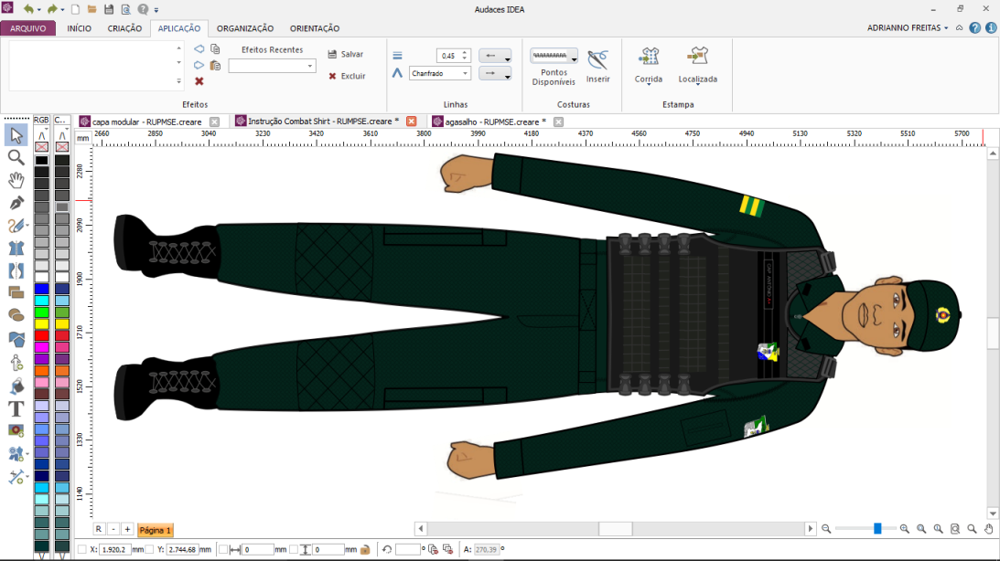 Audaces IDEA
ARQUIVO INÍCIO CRIAÇÃO APLICAÇÃO ORGANIZAÇÃO ORIENTAÇÃO ADRIANNO FREITAS
Efeitos Recentes
Salvar
Excluir
Efeitos
0,45
Chanfrado
Linhas
Pontos
Disponíveis
Inserir
Costuras
Corrida
Localizada
Estampa
RGB C...
capa modular - RUPMSE.creare
Instrução Combat Shirt - RUMPSE.creare *
agasalho - RUPMSE.creare *
mm 2660 2850 3040 3230 3420 3610 3800 3990 4180 4370 4560 4750 4940 5130 5320 5510 5700
2280
2090
1900
1710
1520
1330
1140
R - + Página 1
X: 1.920,2 mm Y: 2.744,68 mm 0 mm 0 mm º A: 270,39 º